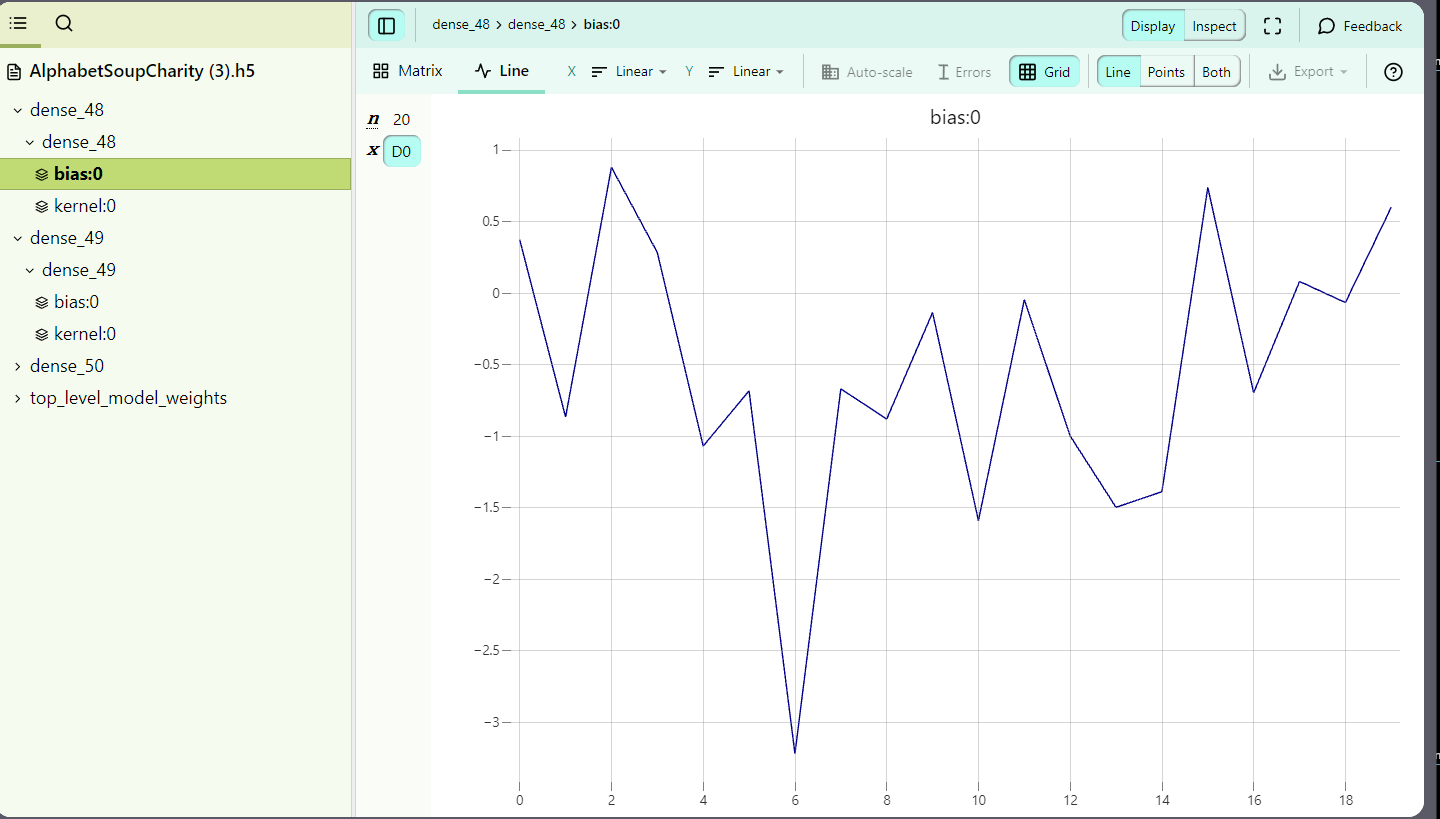 dense_48 dense_48 bias:0 Display Inspect Feedback
AlphabetSoupCharity (3).h5
Matrix Line X Linear Y Linear Auto-scale Errors Grid Line Points Both Export
dense_48
dense_48
bias:0
kernel:0
dense_49
dense_49
bias:0
kernel:0
dense_50
top_level_model_weights
n 20
x D0
bias:0
1
0.5
0
−0.5
−1
−1.5
−2
−2.5
−3
0 2 4 6 8 10 12 14 16 18